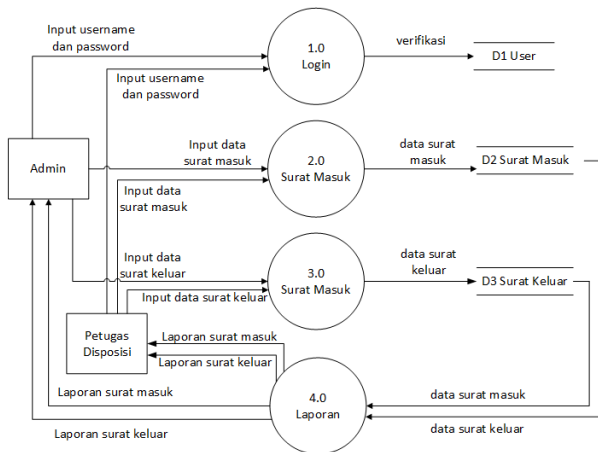 Input username
dan password
1.0
Login
verifikasi
D1 User
Input username
dan password
Admin
Input data
surat masuk
2.0
Surat Masuk
data surat
masuk
D2 Surat Masuk
Input data
surat masuk
Input data
surat keluar
3.0
Surat Masuk
data surat
keluar
D3 Surat Keluar
Input data surat keluar
Petugas
Disposisi
Laporan surat masuk
Laporan surat keluar
4.0
Laporan
Laporan surat masuk
data surat masuk
Laporan surat keluar
data surat keluar